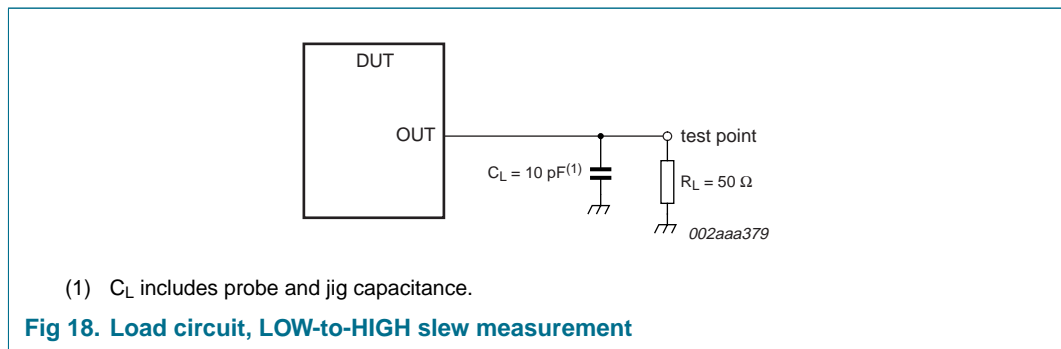 DUT
OUT
test point
C_L = 10 pF(1)
R_L = 50 Ω
002aaa379
(1) C_L includes probe and jig capacitance.
Fig 18. Load circuit, LOW-to-HIGH slew measurement